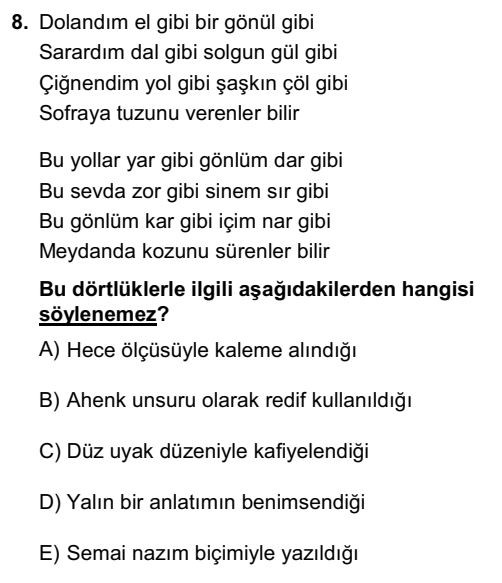 8. Dolandım el gibi bir gönül gibi
Sarardım dal gibi solgun gül gibi
Çiğnendim yol gibi şaşkın çöl gibi
Sofraya tuzunu verenler bilir
Bu yollar yar gibi gönlüm dar gibi
Bu sevda zor gibi sinem sır gibi
Bu gönlüm kar gibi içim nar gibi
Meydanda kozunu sürenler bilir
Bu dörtlüklerle ilgili aşağıdakilerden hangisi
söylenemez?
A) Hece ölçüsüyle kaleme alındığı
B) Ahenk unsuru olarak redif kullanıldığı
C) Düz uyak düzeniyle kafiyelendiği
D) Yalın bir anlatımın benimsendiği
E) Semai nazım biçimiyle yazıldığı